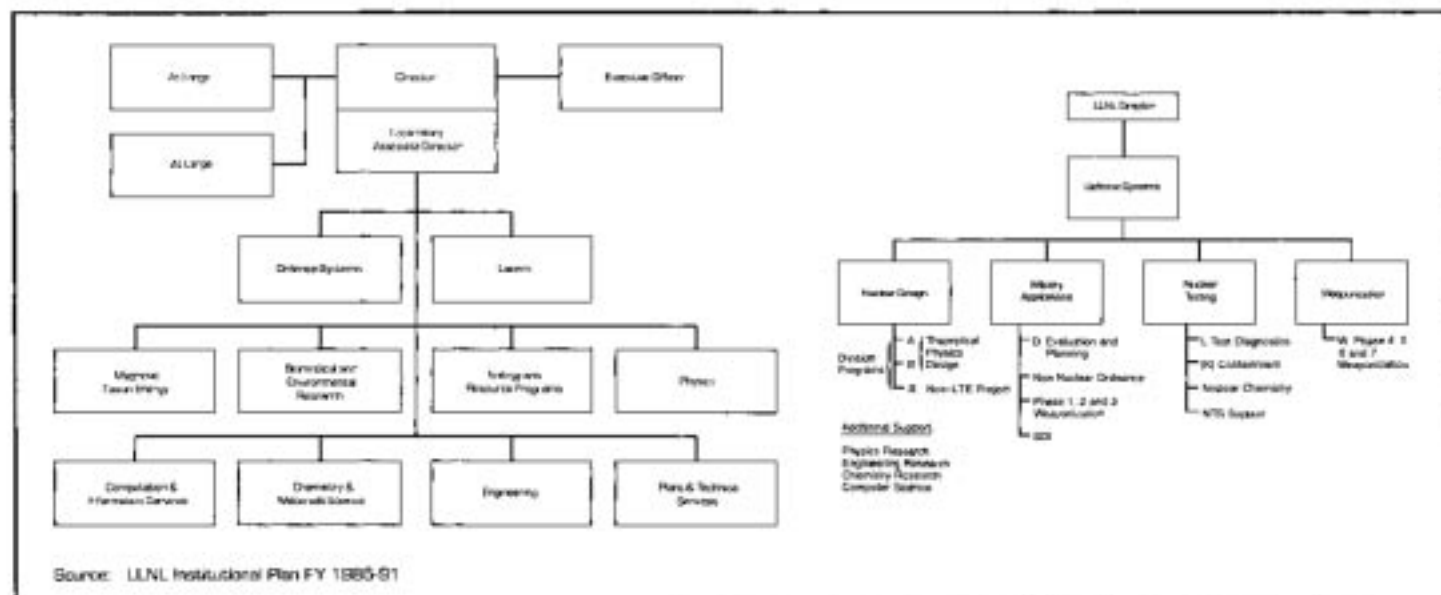 At Large
Director
Executive Officer
At Large
Associate Director
Defense Systems
Lasers
Magnetic
Fusion Energy
Biomedical and
Environmental
Research
Resource Programs
Physics
Computation &
Information Services
Chemistry &
Materials Science
Engineering
Plans & Technical
Services
LLNL Director
Defense Systems
Nuclear Design
Military
Applications
Nuclear
Testing
Weaponization
Division
Programs
A
B
Theoretical
Physics
Design
Non-LTE Project
D Evaluation and
Planning
Non Nuclear Ordnance
Phase 1, 2 and 3
Weaponization
L Test Diagnostics
Containment
Nuclear Chemistry
NTS Support
W Phase 4, 5
6 and 7
Weaponization
Additional Support
Physics Research
Engineering Research
Chemistry Research
Computer Science
Source: LLNL Institutional Plan FY 1986-91